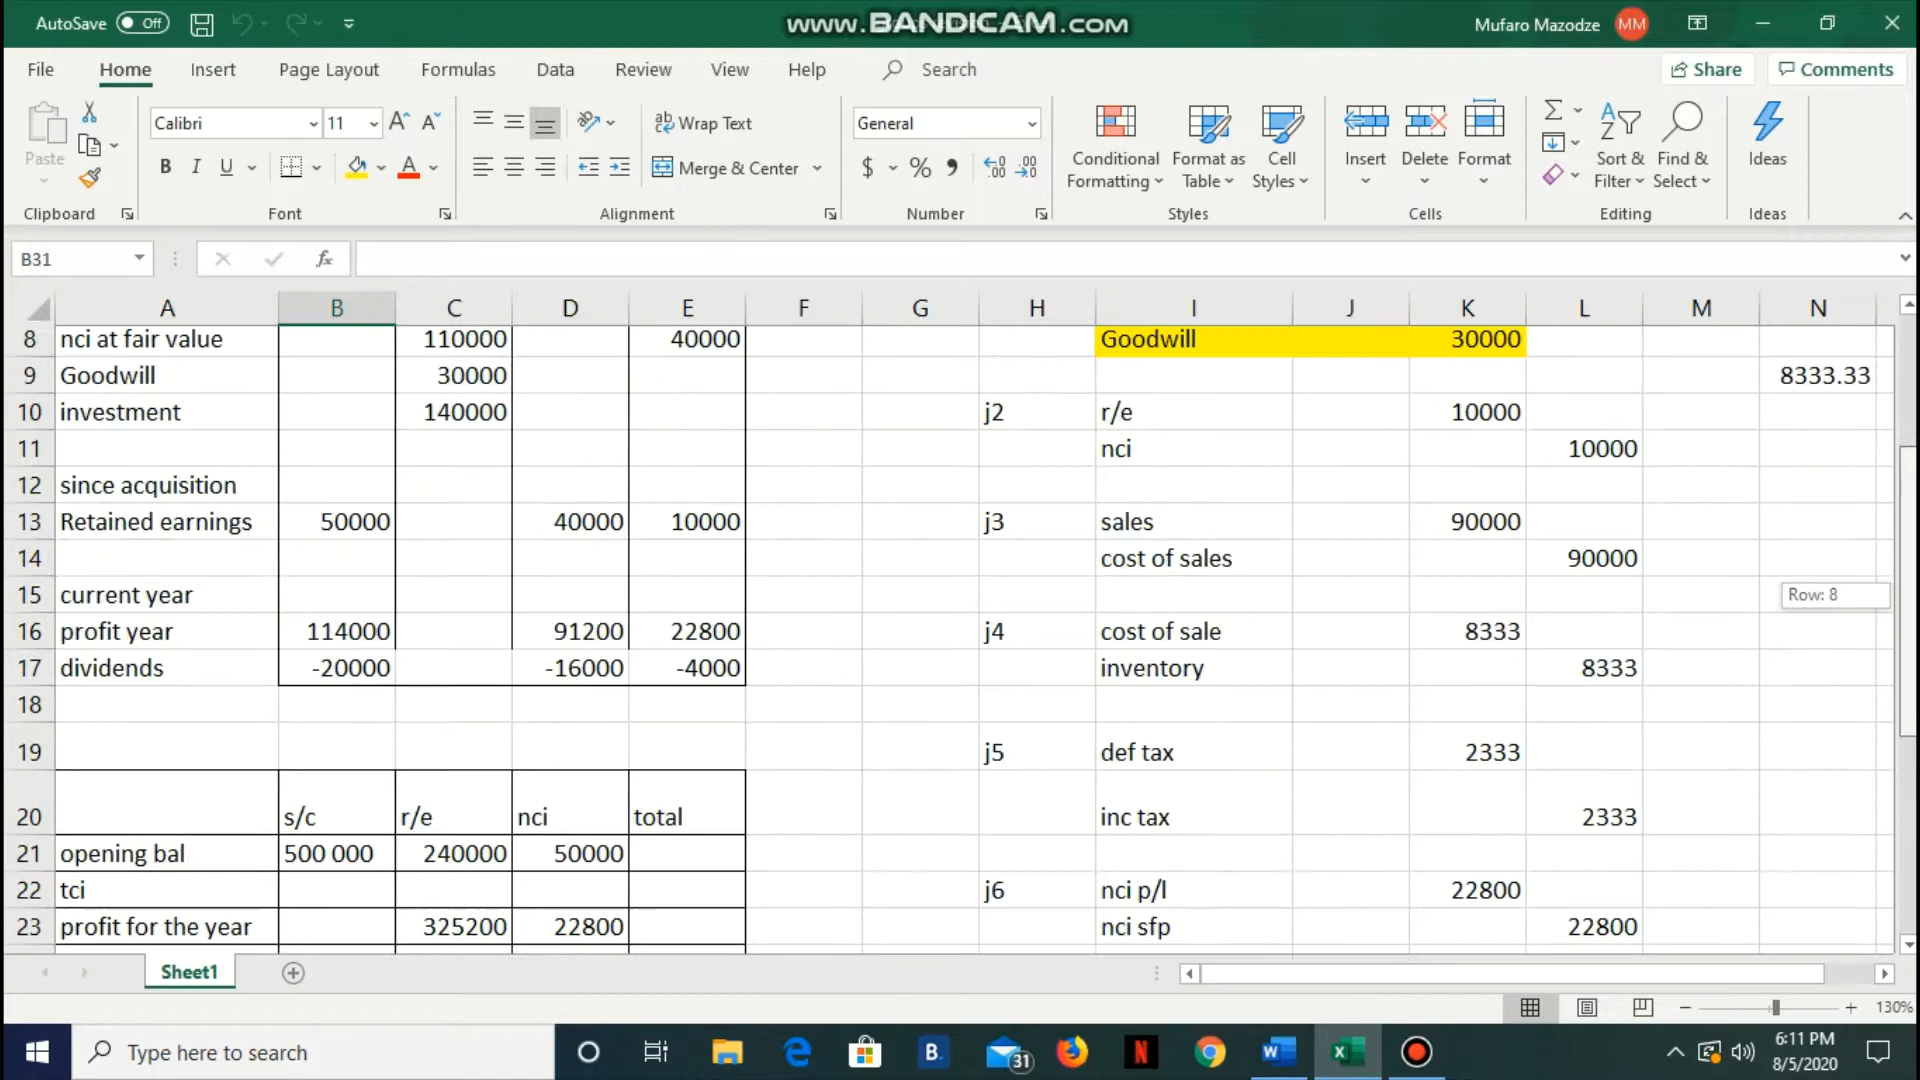 AutoSave Off
www.BANDICAM.com
Mufaro Mazodze MM
File Home Insert Page Layout Formulas Data Review View Help Search Share Comments
Calibri 11 Wrap Text General
Paste B I U Merge & Center $ % Conditional Formatting Format as Table Cell Styles Insert Delete Format Sort & Filter Find & Select Ideas
Clipboard Font Alignment Number Styles Cells Editing Ideas
B31 fx
A B C D E F G H I J K L M N
8 nci at fair value 110000 40000 Goodwill 30000
9 Goodwill 30000 8333.33
10 investment 140000 j2 r/e 10000
11 nci 10000
12 since acquisition
13 Retained earnings 50000 40000 10000 j3 sales 90000
14 cost of sales 90000
15 current year Row: 8
16 profit year 114000 91200 22800 j4 cost of sale 8333
17 dividends -20000 -16000 -4000 inventory 8333
18
19 j5 def tax 2333
20 s/c r/e nci total inc tax 2333
21 opening bal 500 000 240000 50000
22 tci j6 nci p/l 22800
23 profit for the year 325200 22800 nci sfp 22800
Sheet1
130%
Type here to search
B.
31
N
W
X
6:11 PM
8/5/2020